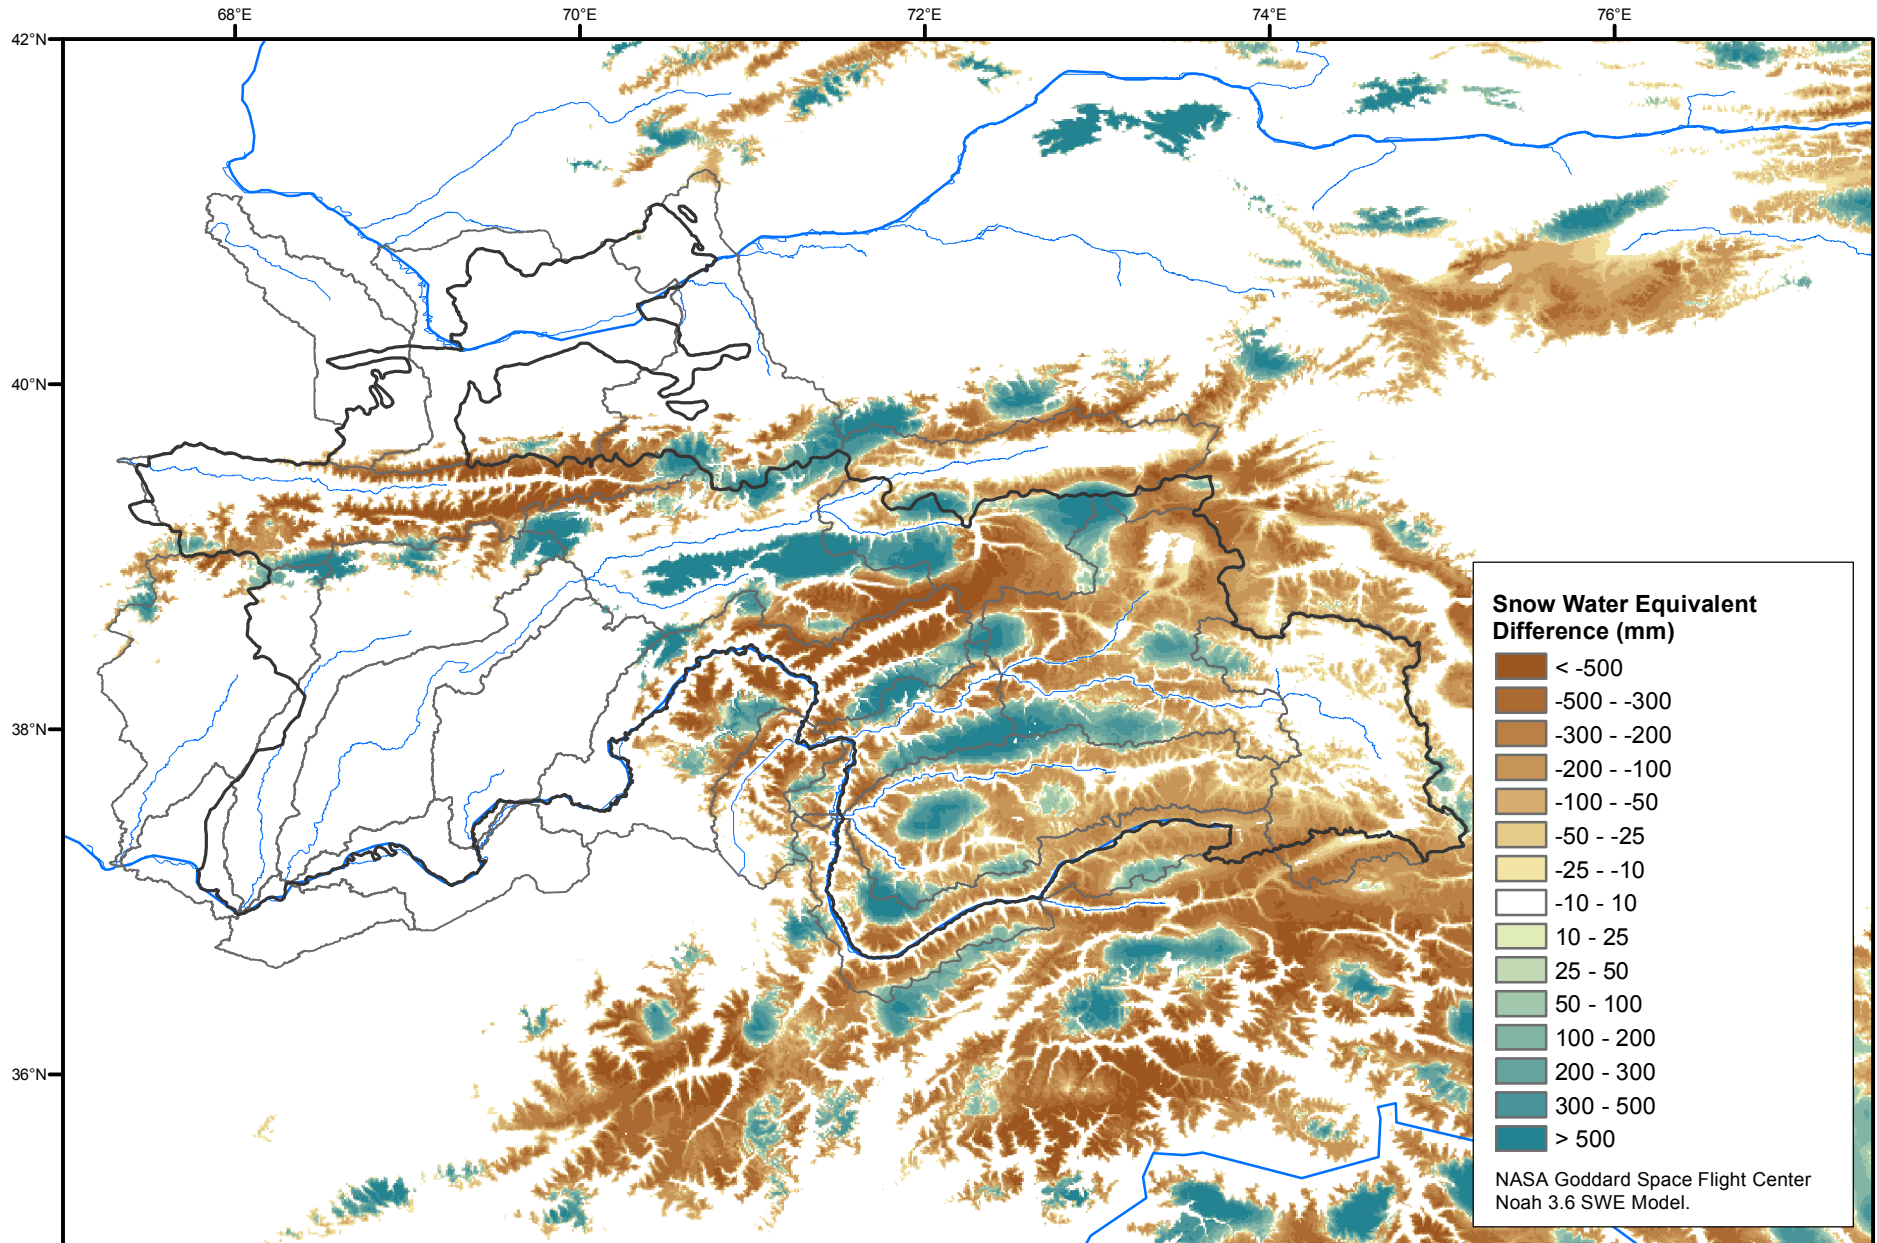 68°E
70°E
72°E
74°E
76°E
42°N
40°N
38°N
36°N
Snow Water Equivalent
Difference (mm)
< -500
-500 - -300
-300 - -200
-200 - -100
-100 - -50
-50 - -25
-25 - -10
-10 - 10
10 - 25
25 - 50
50 - 100
100 - 200
200 - 300
300 - 500
> 500
NASA Goddard Space Flight Center
Noah 3.6 SWE Model.